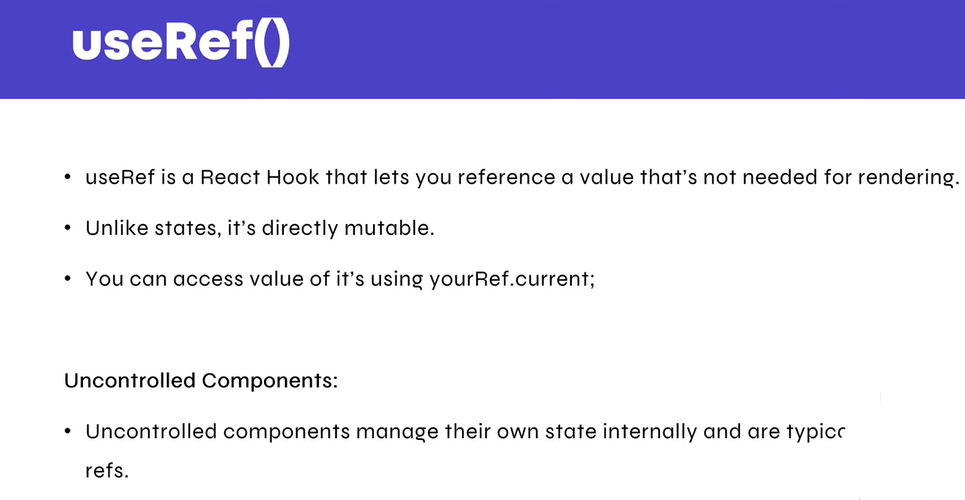 useRef()
• useRef is a React Hook that lets you reference a value that's not needed for rendering.
• Unlike states, it's directly mutable.
• You can access value of it's using yourRef.current;
Uncontrolled Components:
• Uncontrolled components manage their own state internally and are
refs.